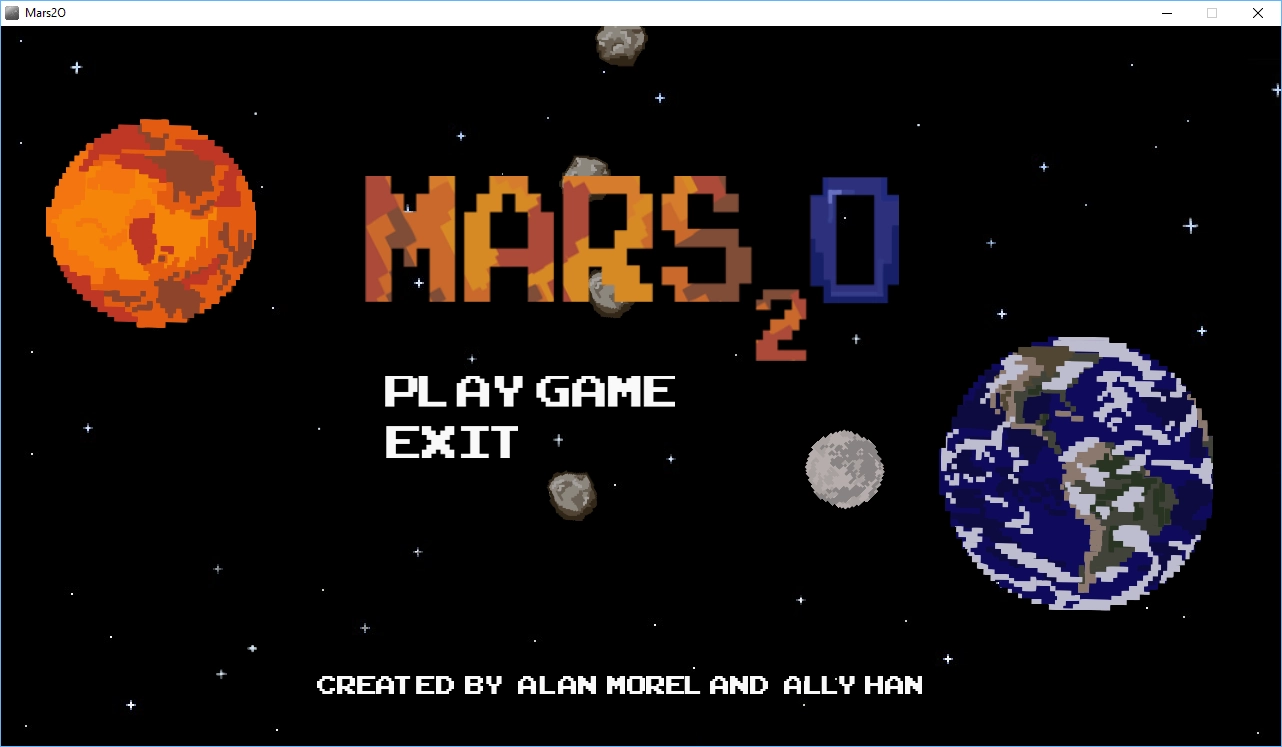 Mars2O
MARS2O
PLAY GAME
EXIT
CREATED BY ALAN MOREL AND ALLY HAN